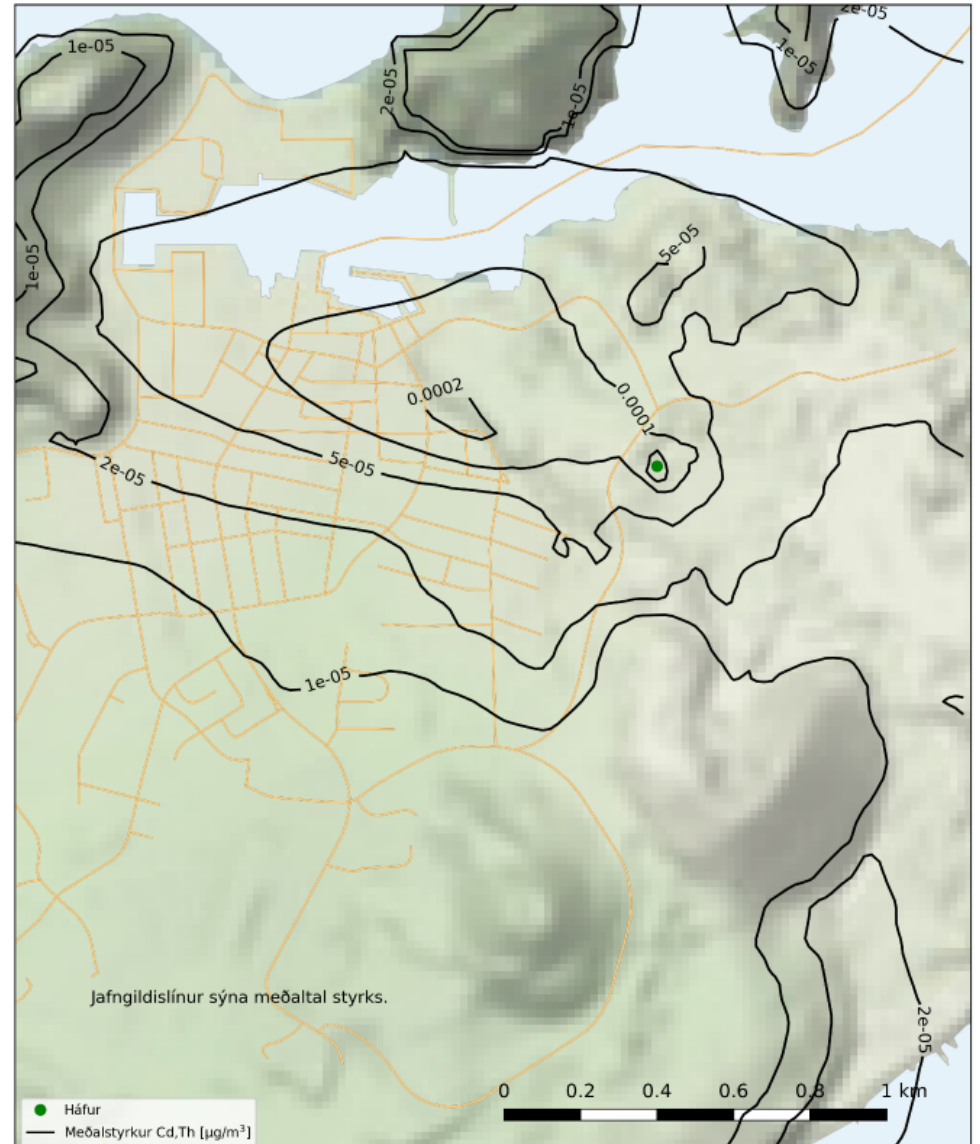 2e-05
1e-05
1e-05
2e-05
1e-05
5e-05
1e-05
0.0002
0.0001
5e-05
2e-05
1e-05
Jafngildislínur sýna meðaltal styrks.
2e-05
0 0.2 0.4 0.6 0.8 1 km
Háfur
Meðalstyrkur Cd,Th [µg/m³]